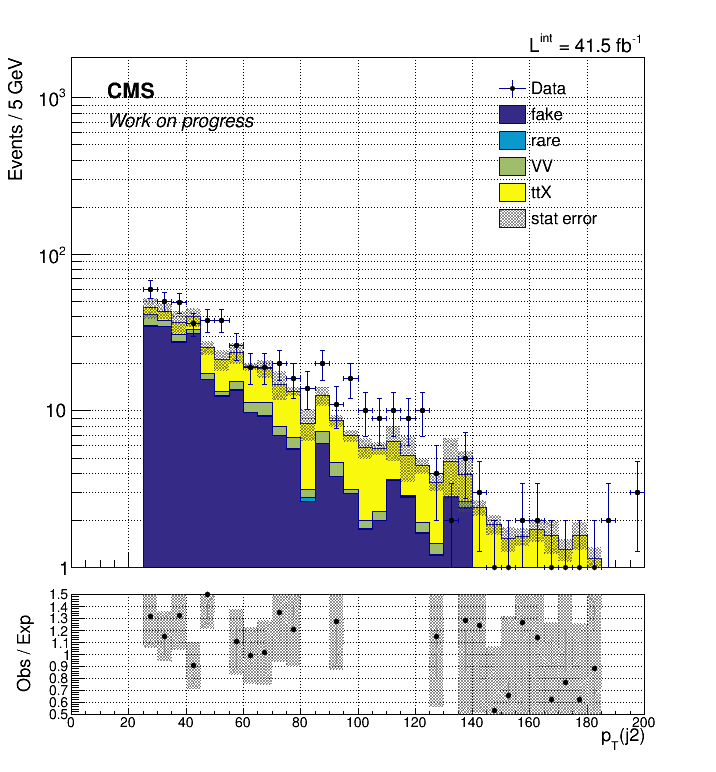 L^int = 41.5 fb^-1
Events / 5 GeV
CMS
Work on progress
Data
fake
rare
VV
ttX
stat error
10^3
10^2
10
1
Obs / Exp
1.5
1.4
1.3
1.2
1.1
1
0.9
0.8
0.7
0.6
0.5
0 20 40 60 80 100 120 140 160 180 200
p_T(j2)